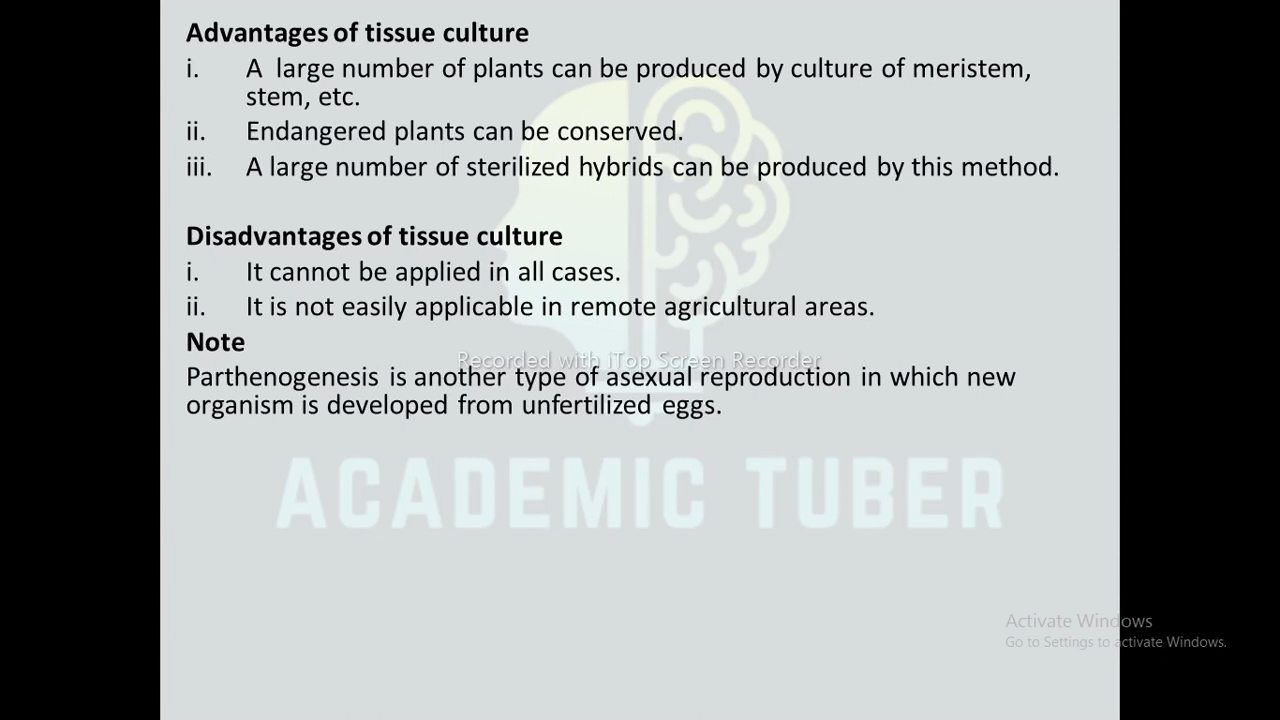 Advantages of tissue culture
i. A large number of plants can be produced by culture of meristem,
stem, etc.
ii. Endangered plants can be conserved.
iii. A large number of sterilized hybrids can be produced by this method.
Disadvantages of tissue culture
i. It cannot be applied in all cases.
ii. It is not easily applicable in remote agricultural areas.
Note
Recorded with iTop Screen Recorder
Parthenogenesis is another type of asexual reproduction in which new
organism is developed from unfertilized eggs.
ACADEMIC TUBER
Activate Windows
Go to Settings to activate Windows.